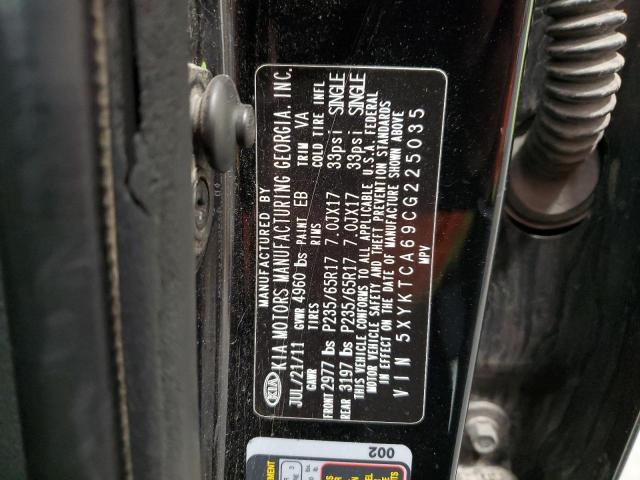 MANUFACTURED BY
KIA KIA MOTORS MANUFACTURING GEORGIA. INC.
JUL/21/11 GVWR 4960 lbs PAINT EB TRIM VA
GAWR TIRES RIMS COLD TIRE INFL
FRONT 2977 lbs P235/65R17 7.0JX17 33psi SINGLE
REAR 3197 lbs P235/65R17 7.0JX17 33psi SINGLE
THIS VEHICLE CONFORMS TO ALL APPLICABLE U.S.A. FEDERAL
MOTOR VEHICLE SAFETY AND THEFT PREVENTION STANDARDS
IN EFFECT ON THE DATE OF MANUFACTURE SHOWN ABOVE
VIN 5XYKTCA69CG225035
MPV
002